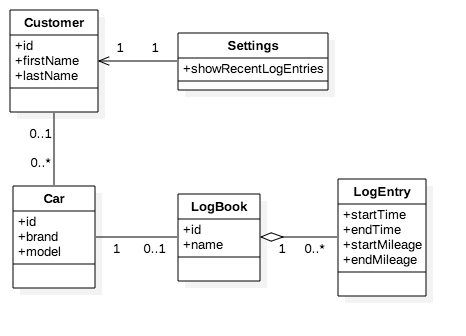 Customer
+id
+firstName
+lastName
1 1
Settings
+showRecentLogEntries
0..1
0..*
Car
+id
+brand
+model
1 0..1
LogBook
+id
+name
1 0..*
LogEntry
+startTime
+endTime
+startMileage
+endMileage